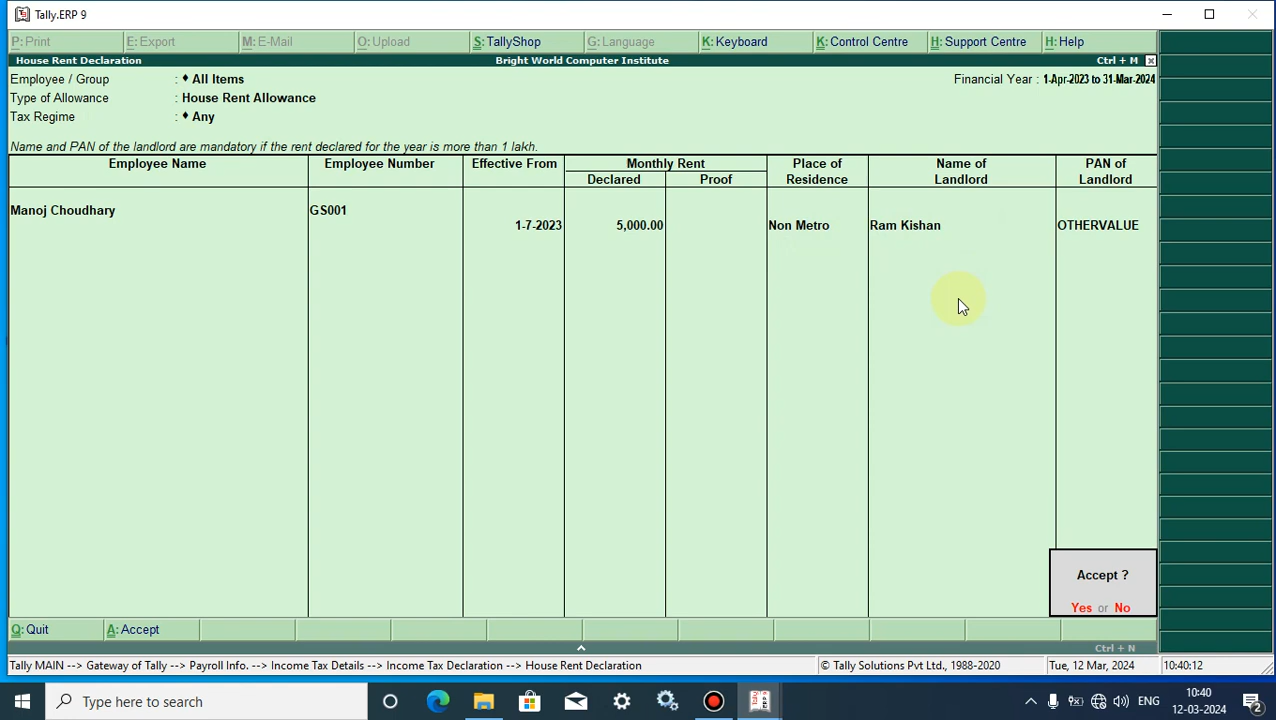 Tally.ERP 9
P: Print E: Export M: E-Mail O: Upload S: TallyShop G: Language K: Keyboard K: Control Centre H: Support Centre H: Help
House Rent Declaration Bright World Computer Institute Ctrl + M
Employee / Group : ♦ All Items Financial Year : 1-Apr-2023 to 31-Mar-2024
Type of Allowance : House Rent Allowance
Tax Regime : ♦ Any
Name and PAN of the landlord are mandatory if the rent declared for the year is more than 1 lakh.
Employee Name Employee Number Effective From Monthly Rent Place of Name of PAN of
Declared Proof Residence Landlord Landlord
Manoj Choudhary GS001
1-7-2023 5,000.00 Non Metro Ram Kishan OTHERVALUE
Accept ?
Yes or No
Q: Quit A: Accept
Ctrl + N
Tally MAIN --> Gateway of Tally --> Payroll Info. --> Income Tax Details --> Income Tax Declaration --> House Rent Declaration © Tally Solutions Pvt Ltd., 1988-2020 Tue, 12 Mar, 2024 10:40:12
Type here to search ENG 10:40
12-03-2024 2